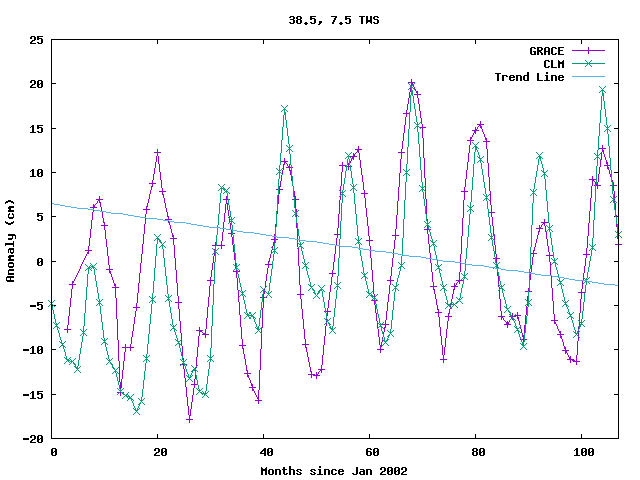 38.5, 7.5 TWS
GRACE
CLM
Trend Line
25
20
15
10
5
0
-5
-10
-15
-20
Anomaly (cm)
0 20 40 60 80 100
Months since Jan 2002